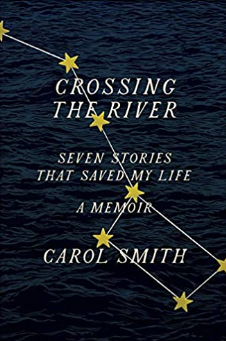 CROSSING
THE RIVER
SEVEN STORIES
THAT SAVED MY LIFE
A MEMOIR
CAROL SMITH